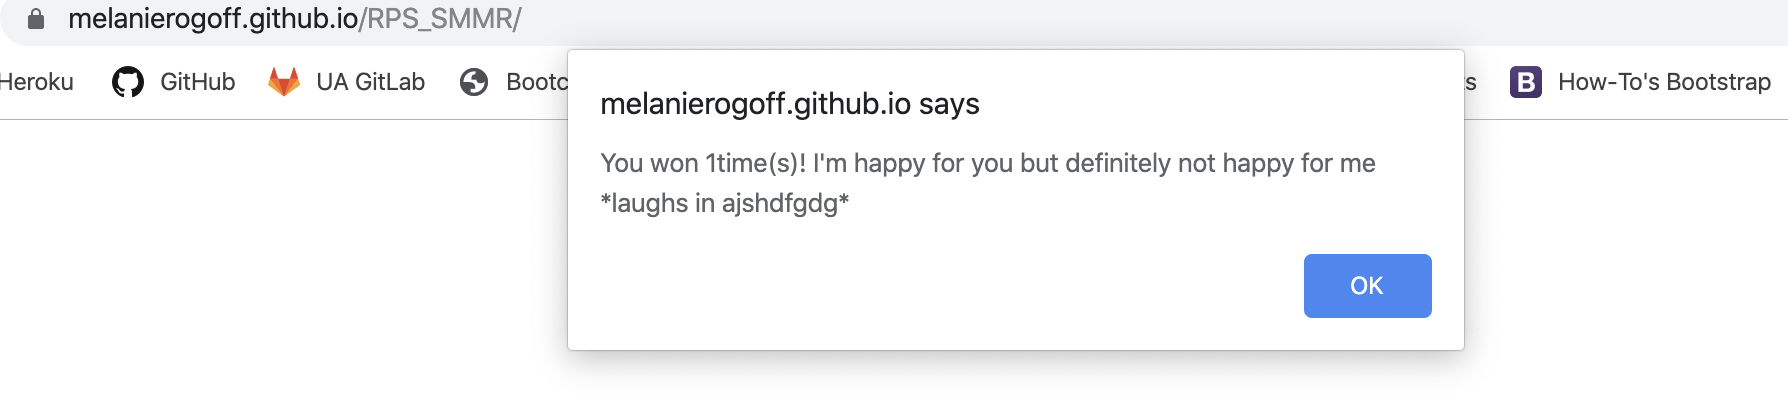 melanierogoff.github.io/RPS_SMMR/
Heroku GitHub UA GitLab Bootc s B How-To's Bootstrap
melanierogoff.github.io says
You won 1time(s)! I'm happy for you but definitely not happy for me
*laughs in ajshdfgdg*
OK